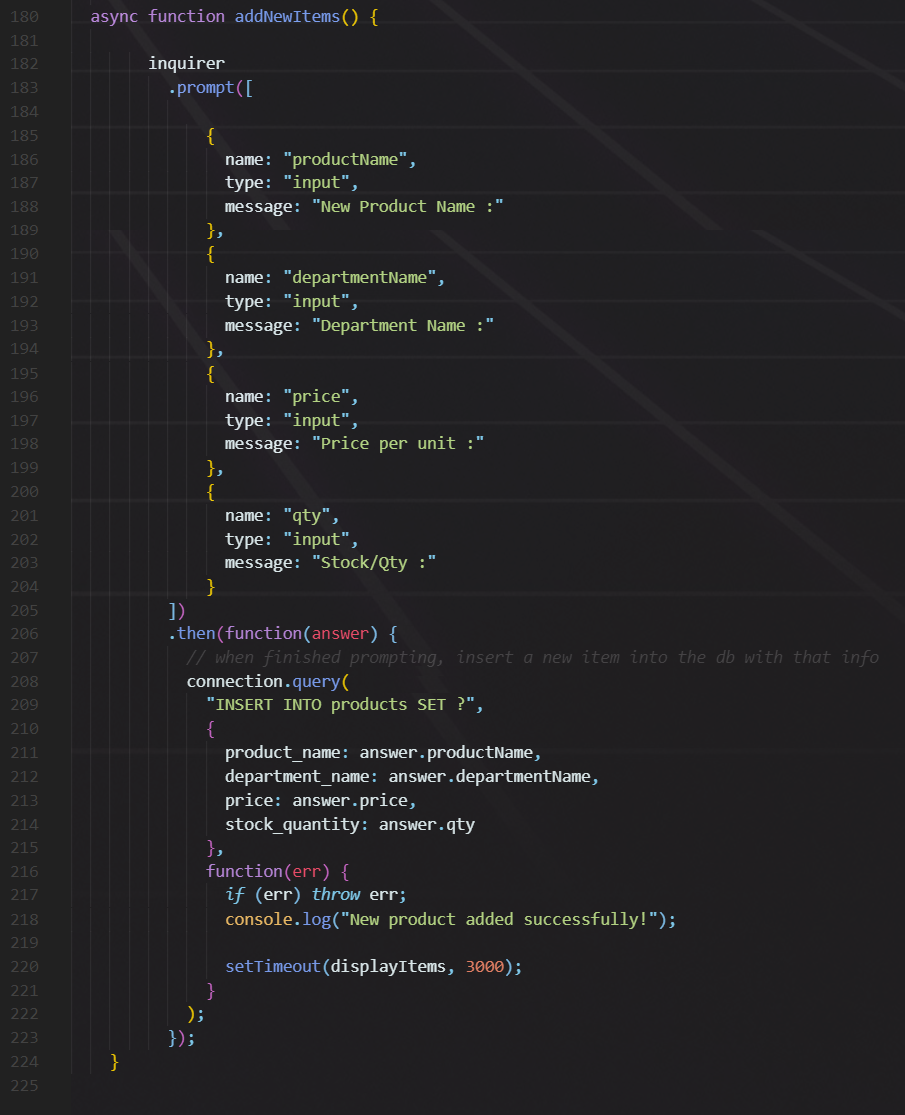 180 async function addNewItems() {
181
182 inquirer
183 .prompt([
184
185 {
186 name: "productName",
187 type: "input",
188 message: "New Product Name :"
189 },
190 {
191 name: "departmentName",
192 type: "input",
193 message: "Department Name :"
194 },
195 {
196 name: "price",
197 type: "input",
198 message: "Price per unit :"
199 },
200 {
201 name: "qty",
202 type: "input",
203 message: "Stock/Qty :"
204 }
205 ])
206 .then(function(answer) {
207 // when finished prompting, insert a new item into the db with that info
208 connection.query(
209 "INSERT INTO products SET ?",
210 {
211 product_name: answer.productName,
212 department_name: answer.departmentName,
213 price: answer.price,
214 stock_quantity: answer.qty
215 },
216 function(err) {
217 if (err) throw err;
218 console.log("New product added successfully!");
219
220 setTimeout(displayItems, 3000);
221 }
222 );
223 });
224 }
225